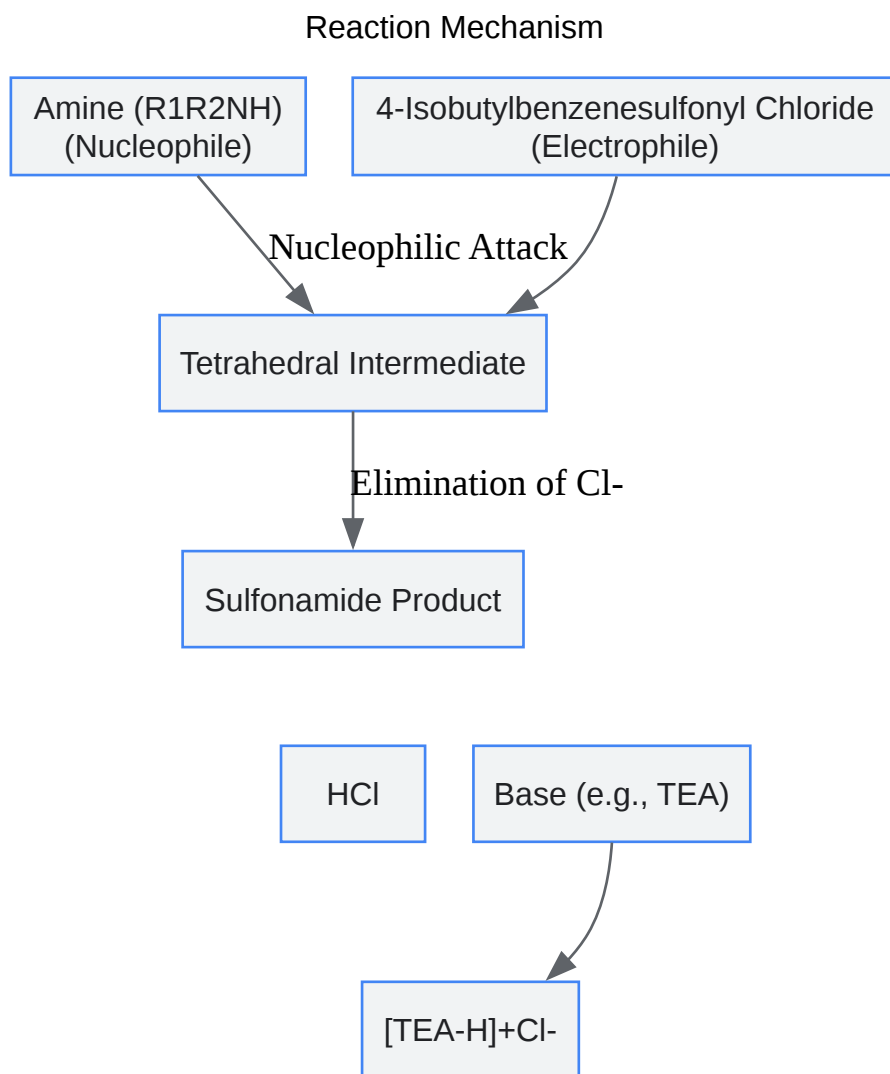 Reaction Mechanism
Amine (R1R2NH)
(Nucleophile)
4-Isobutylbenzenesulfonyl Chloride
(Electrophile)
Nucleophilic Attack
Tetrahedral Intermediate
Elimination of Cl-
Sulfonamide Product
HCl
Base (e.g., TEA)
[TEA-H]+Cl-